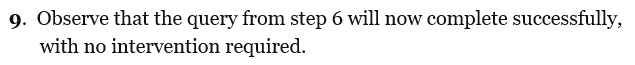 9. Observe that the query from step 6 will now complete successfully,
with no intervention required.